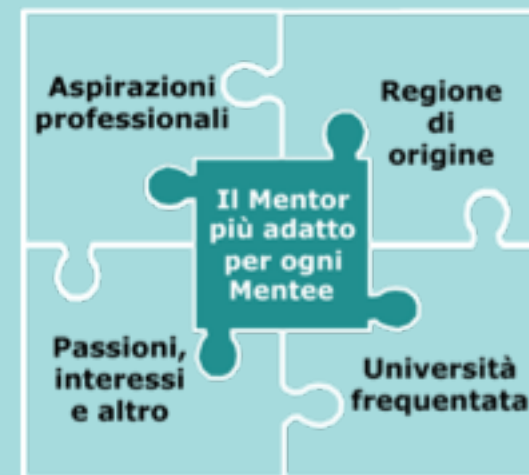 Aspirazioni
professionali
Regione
di
origine
Il Mentor
più adatto
per ogni
Mentee
Passioni,
interessi
e altro
Università
frequentata